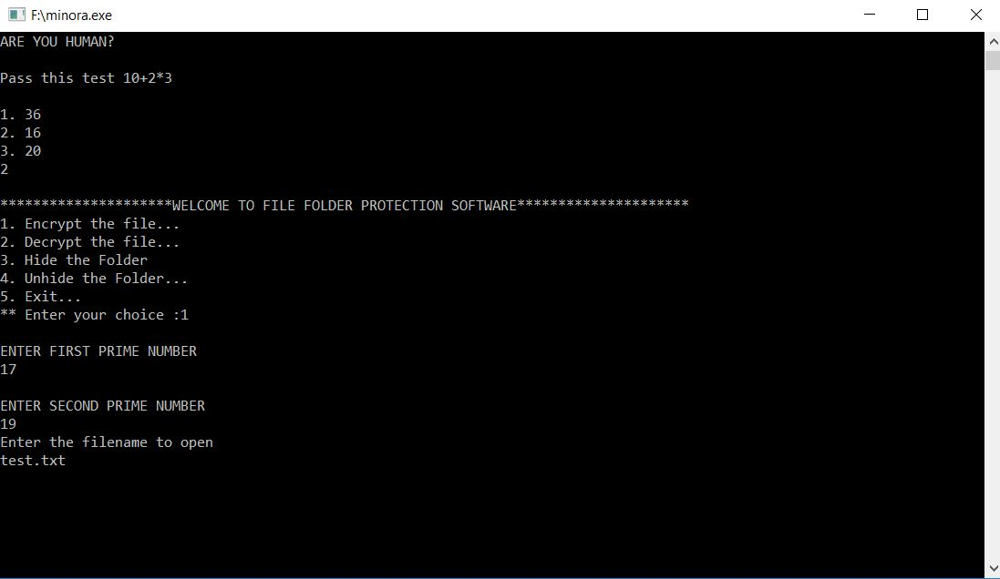 F:\minora.exe
ARE YOU HUMAN?
Pass this test 10+2*3
1. 36
2. 16
3. 20
2
*********************WELCOME TO FILE FOLDER PROTECTION SOFTWARE*********************
1. Encrypt the file...
2. Decrypt the file...
3. Hide the Folder
4. Unhide the Folder...
5. Exit...
** Enter your choice :1
ENTER FIRST PRIME NUMBER
17
ENTER SECOND PRIME NUMBER
19
Enter the filename to open
test.txt